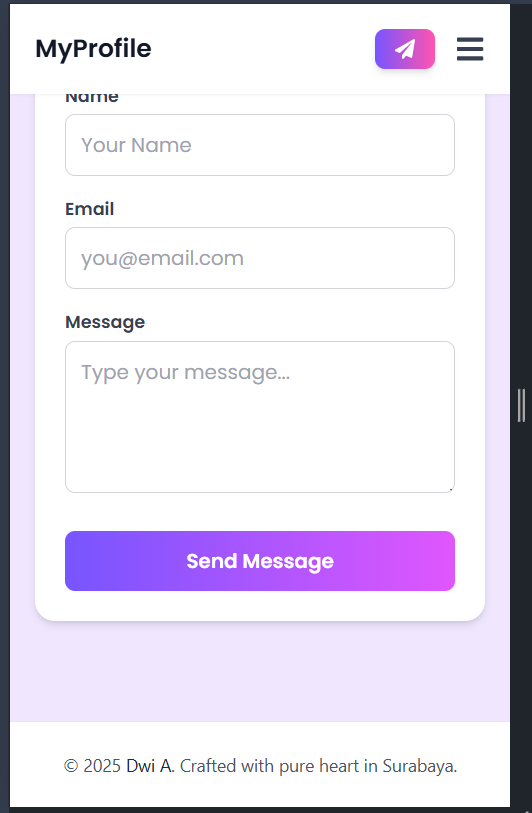 MyProfile
Name
Your Name
Email
you@email.com
Message
Type your message...
Send Message
© 2025 Dwi A. Crafted with pure heart in Surabaya.